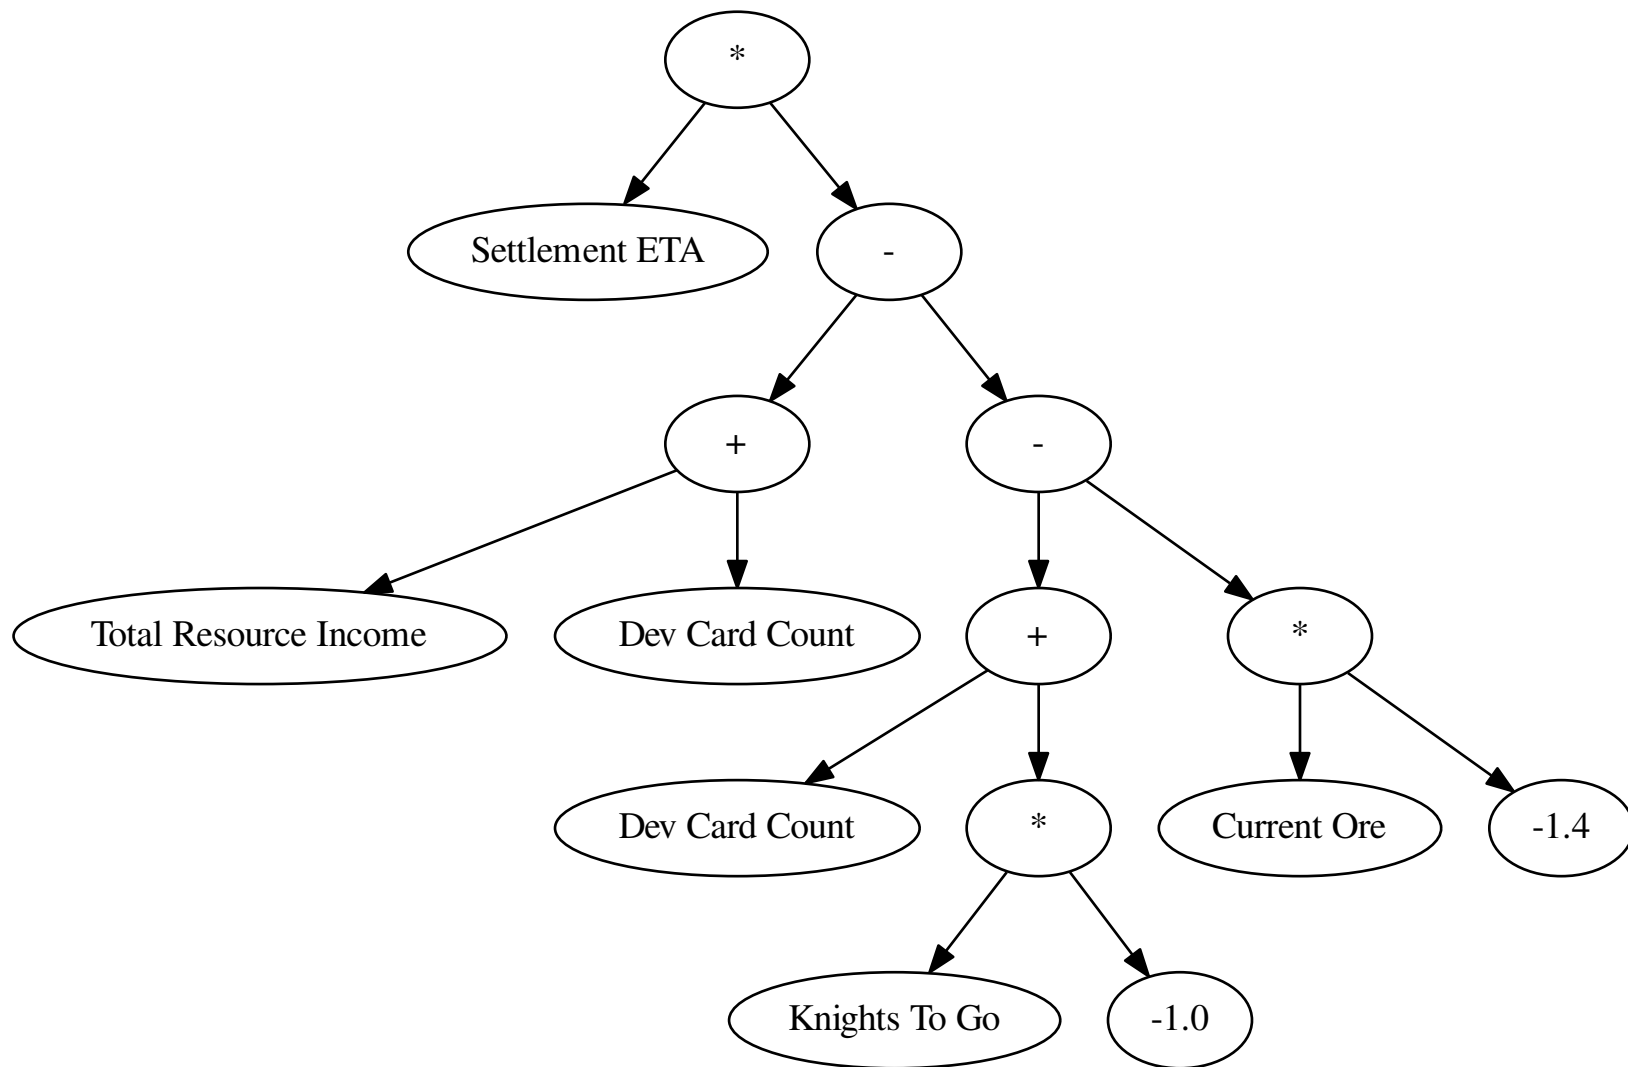 *
Settlement ETA
-
+
-
Total Resource Income
Dev Card Count
+
*
Dev Card Count
*
Current Ore
-1.4
Knights To Go
-1.0